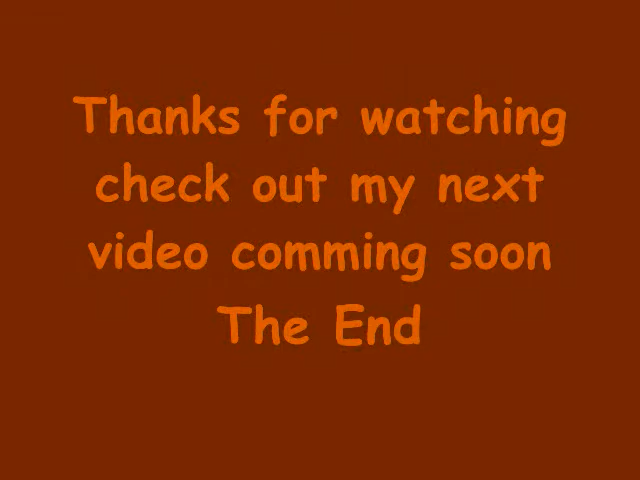 Thanks for watching
check out my next
video comming soon
The End